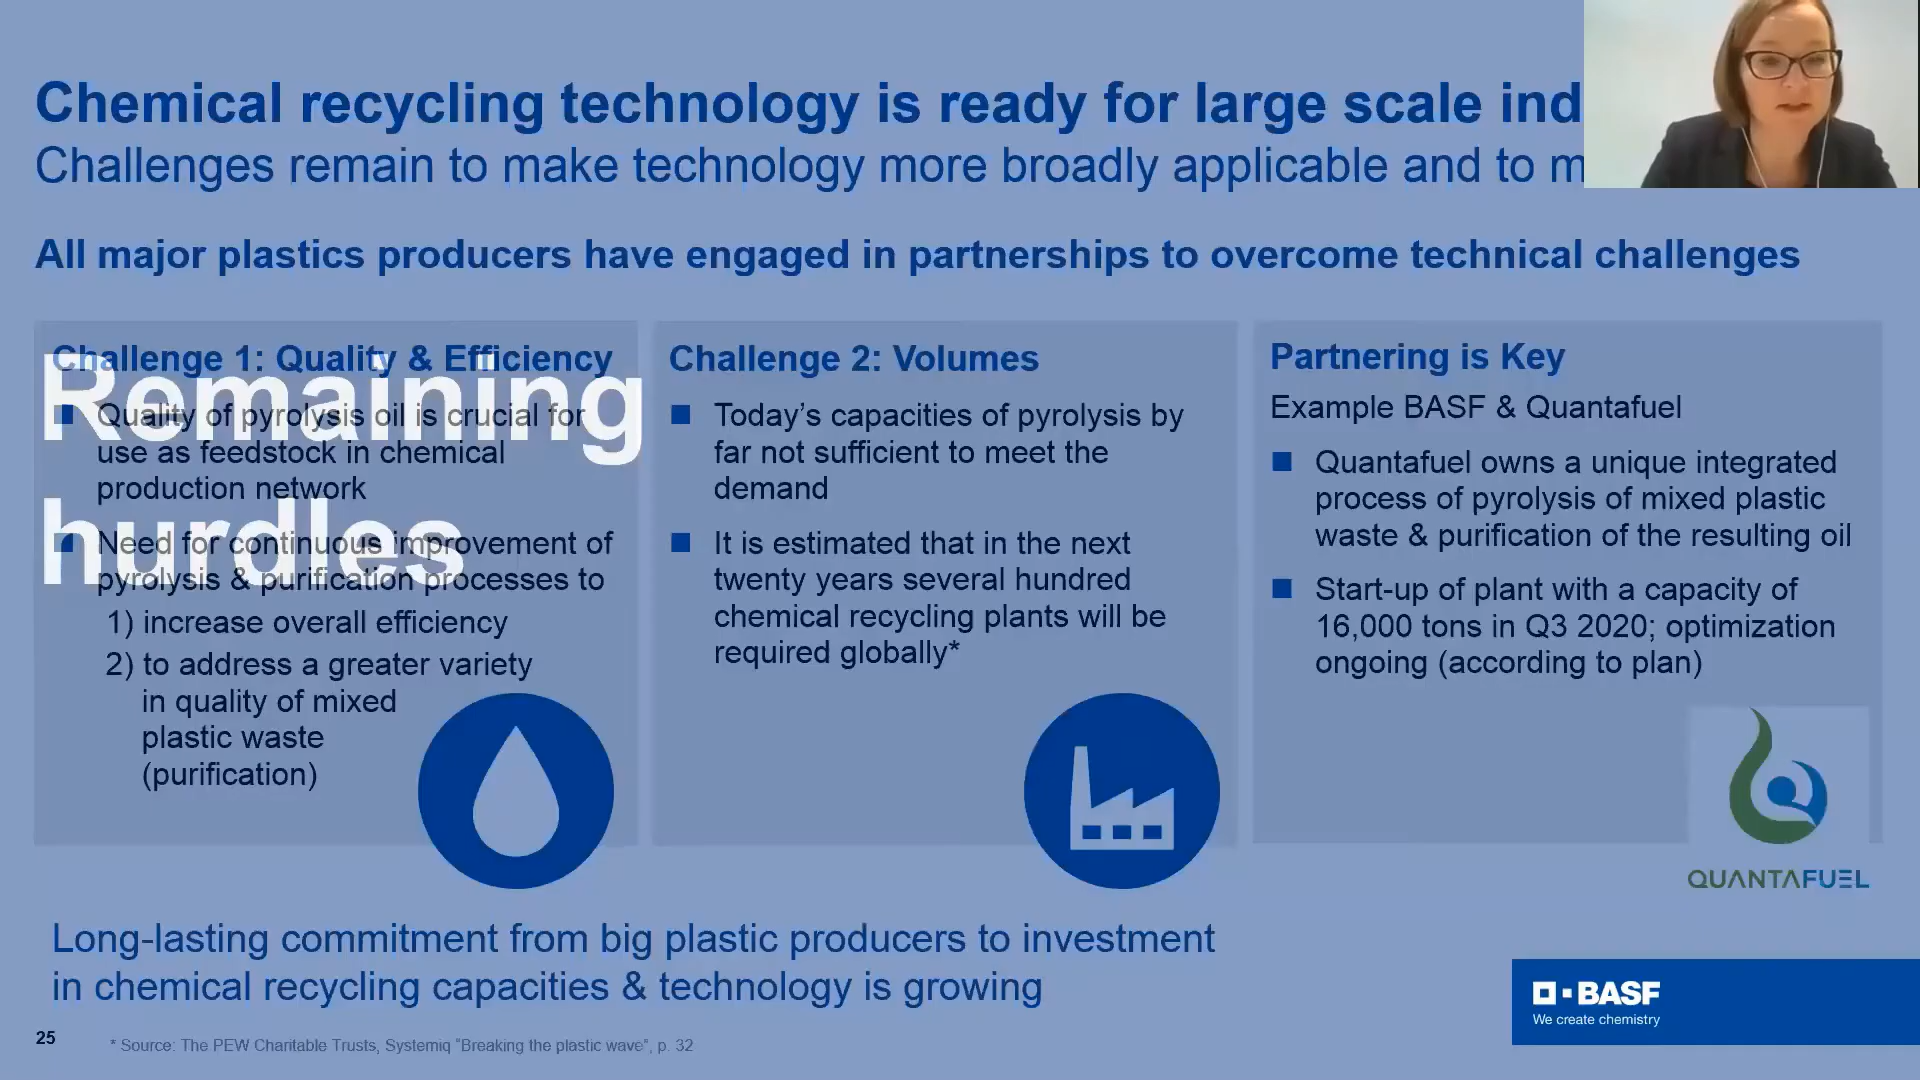 Chemical recycling technology is ready for large scale ind
Challenges remain to make technology more broadly applicable and to m
All major plastics producers have engaged in partnerships to overcome technical challenges
Remaining
hurdles
Challenge 1: Quality & Efficiency
■ Quality of pyrolysis oil is crucial for
use as feedstock in chemical
production network
■ Need for continuous improvement of
pyrolysis & purification processes to
1) increase overall efficiency
2) to address a greater variety
in quality of mixed
plastic waste
(purification)
Challenge 2: Volumes
■ Today’s capacities of pyrolysis by
far not sufficient to meet the
demand
■ It is estimated that in the next
twenty years several hundred
chemical recycling plants will be
required globally*
Partnering is Key
Example BASF & Quantafuel
■ Quantafuel owns a unique integrated
process of pyrolysis of mixed plastic
waste & purification of the resulting oil
■ Start-up of plant with a capacity of
16,000 tons in Q3 2020; optimization
ongoing (according to plan)
QUANTAFUEL
Long-lasting commitment from big plastic producers to investment
in chemical recycling capacities & technology is growing
BASF
We create chemistry
25
* Source: The PEW Charitable Trusts, Systemiq "Breaking the plastic wave", p. 32